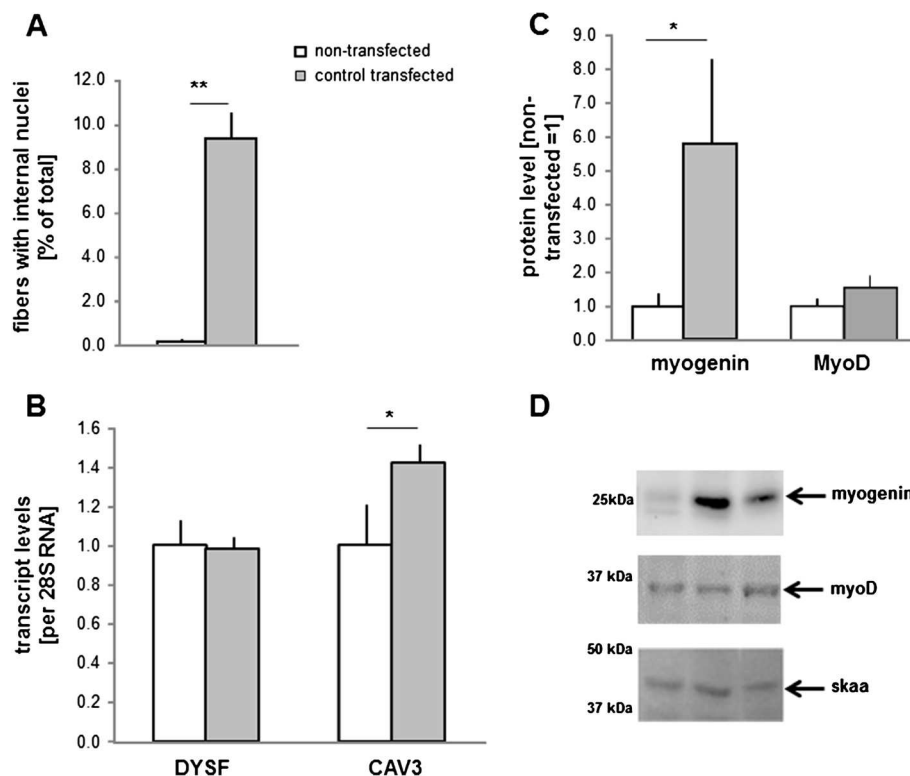 A
non-transfected
control transfected
fibers with internal nuclei
[% of total]
12.0
10.0
8.0
6.0
4.0
2.0
0.0
**
B
transcript levels
[per 28S RNA]
1.6
1.4
1.2
1.0
0.8
0.6
0.4
0.2
0.0
*
DYSF
CAV3
C
protein level [non-
transfected =1]
9.0
8.0
7.0
6.0
5.0
4.0
3.0
2.0
1.0
0.0
*
myogenin
MyoD
D
25kDa
myogenin
37 kDa
myoD
50 kDa
37 kDa
skaa